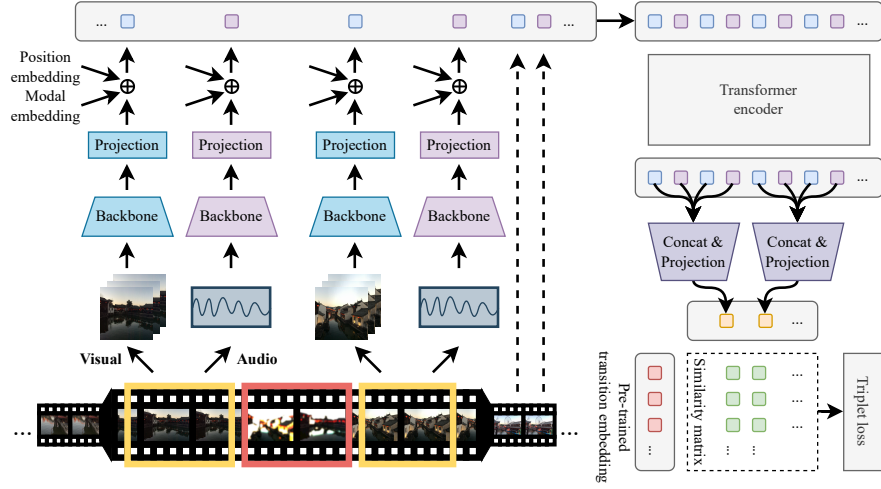 ...
...
...
Position
embedding
Modal
embedding
Transformer
encoder
Projection
Projection
Projection
Projection
...
Backbone
Backbone
Backbone
Backbone
Concat &
Projection
Concat &
Projection
...
Visual
Audio
Pre-trained
transition embedding
...
Similarity matrix
...
...
...
...
...
Triplet loss
...
...